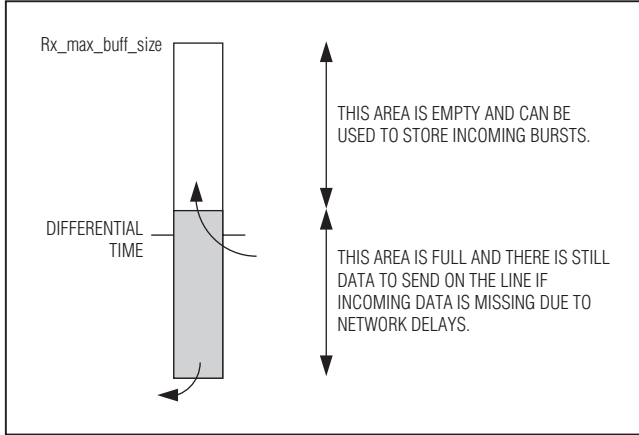 Rx_max_buff_size
THIS AREA IS EMPTY AND CAN BE
USED TO STORE INCOMING BURSTS.
DIFFERENTIAL
TIME
THIS AREA IS FULL AND THERE IS STILL
DATA TO SEND ON THE LINE IF
INCOMING DATA IS MISSING DUE TO
NETWORK DELAYS.